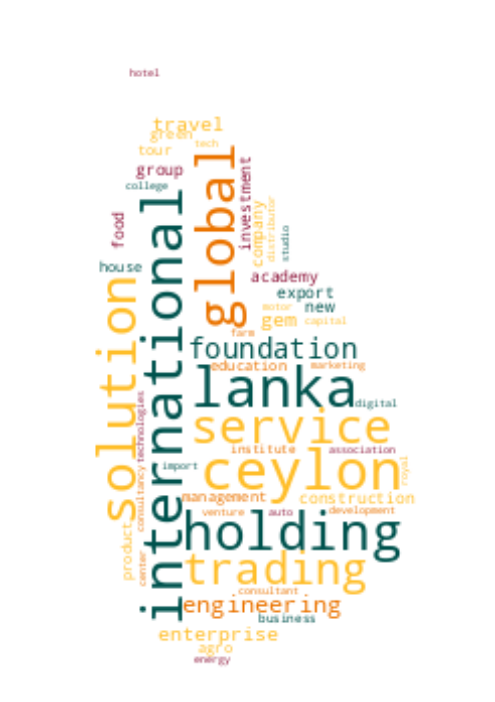 hotel
travel
green
tech
tour
group
college
international
global
investment
food
company
distributor
studio
house
academy
export
motor
new
gem
capital
solution
farm
foundation
education
marketing
lanka
digital
technologies
service
institute
association
import
ceylon
royal
consultancy
management
construction
venture
auto
development
holding
product
center
trading
consultant
engineering
business
enterprise
agro
energy